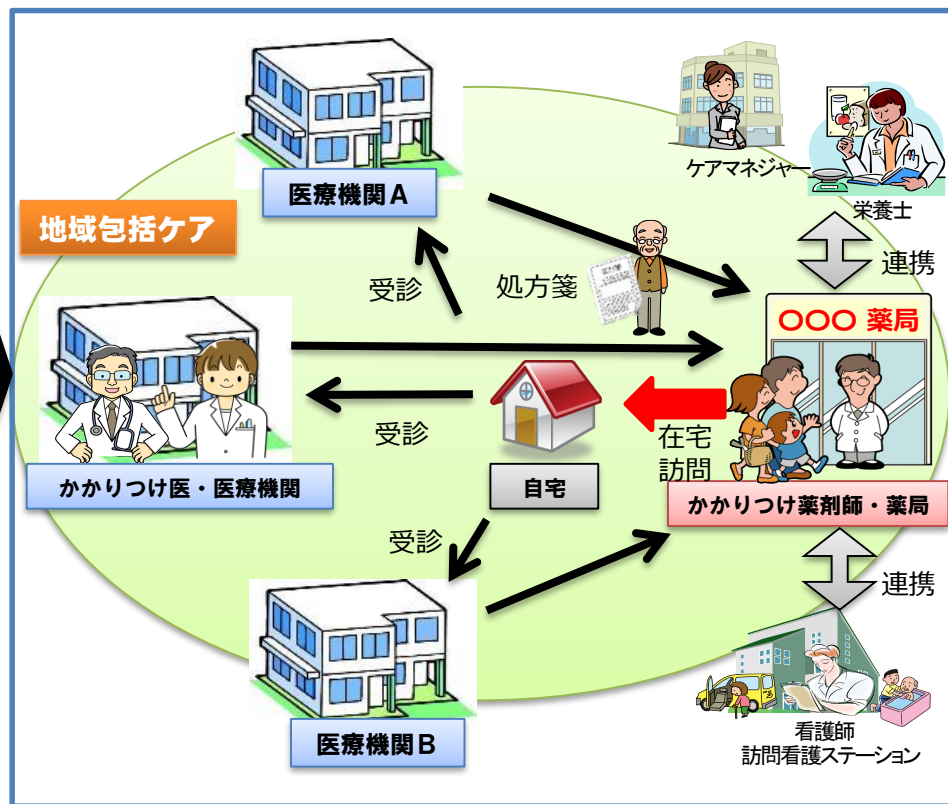 ケアマネジャー
栄養士
医療機関A
地域包括ケア
受診
処方箋
連携
〇〇〇 薬局
受診
在宅
訪問
かかりつけ医・医療機関
自宅
かかりつけ薬剤師・薬局
受診
連携
医療機関B
看護師
訪問看護ステーション